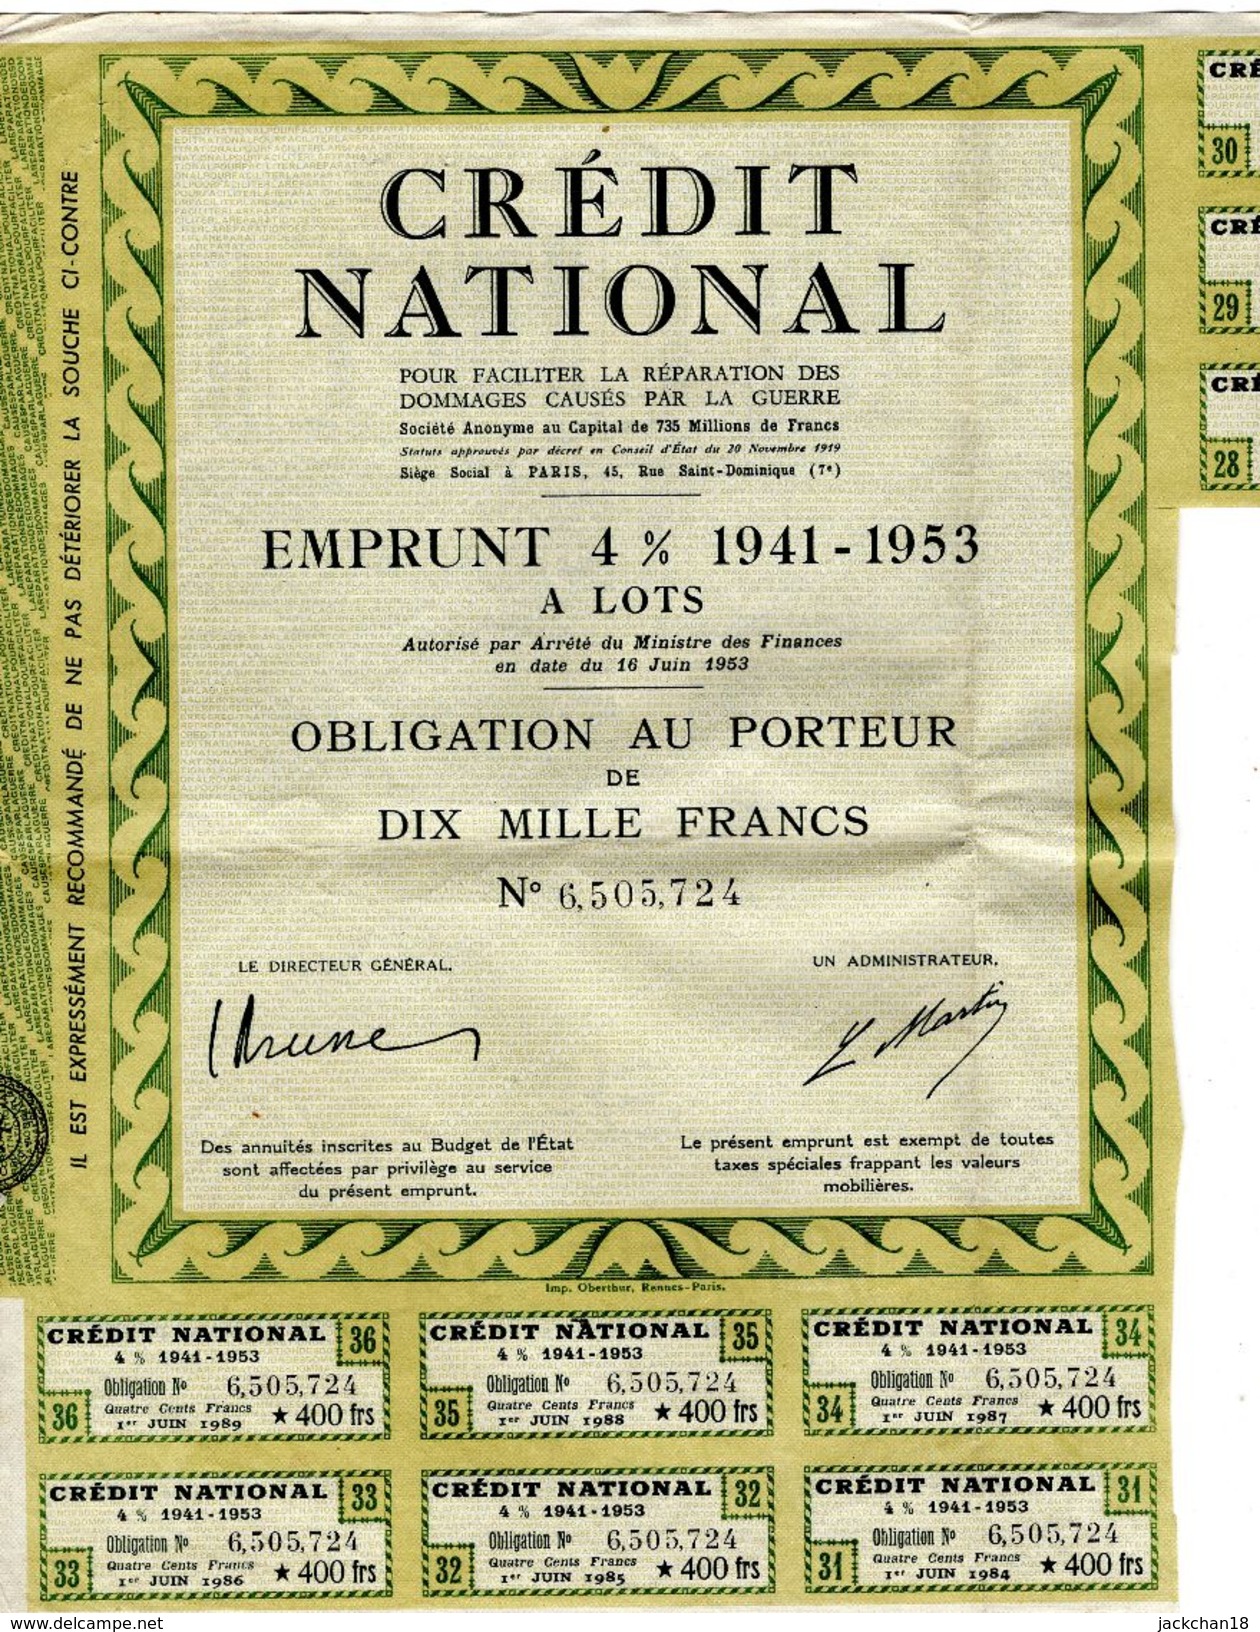 IL EST EXPRESSÉMENT RECOMMANDÉ DE NE PAS DÉTÉRIORER LA SOUCHE CI-CONTRE
CRÉDIT
NATIONAL
POUR FACILITER LA RÉPARATION DES
DOMMAGES CAUSÉS PAR LA GUERRE
Société Anonyme au Capital de 735 Millions de Francs
Statuts approuvés par décret en Conseil d'État du 20 Novembre 1919
Siège Social à PARIS, 45, Rue Saint-Dominique (7e)
EMPRUNT 4 % 1941-1953
A LOTS
Autorisé par Arrêté du Ministre des Finances
en date du 16 Juin 1953
OBLIGATION AU PORTEUR
DE
DIX MILLE FRANCS
N° 6,505,724
LE DIRECTEUR GÉNÉRAL.
UN ADMINISTRATEUR.
Des annuités inscrites au Budget de l'État
sont affectées par privilège au service
du présent emprunt.
Le présent emprunt est exempt de toutes
taxes spéciales frappant les valeurs
mobilières.
Imp. Oberthur, Rennes-Paris.
CRÉ
30
CRÉ
29
CRÉ
28
CRÉDIT NATIONAL 36
4 % 1941-1953
Obligation No 6,505,724
36 Quatre Cents Francs ★ 400 frs
1er JUIN 1989
CRÉDIT NATIONAL 35
4 % 1941-1953
Obligation No 6,505,724
35 Quatre Cents Francs ★ 400 frs
1er JUIN 1988
CRÉDIT NATIONAL 34
4 % 1941-1953
Obligation No 6,505,724
34 Quatre Cents Francs ★ 400 frs
1er JUIN 1987
CRÉDIT NATIONAL 33
4 % 1941-1953
Obligation No 6,505,724
33 Quatre Cents Francs ★ 400 frs
1er JUIN 1986
CRÉDIT NATIONAL 32
4 % 1941-1953
Obligation No 6,505,724
32 Quatre Cents Francs ★ 400 frs
1er JUIN 1985
CRÉDIT NATIONAL 31
4 % 1941-1953
Obligation No 6,505,724
31 Quatre Cents Francs ★ 400 frs
1er JUIN 1984
www.delcampe.net
jackchan18